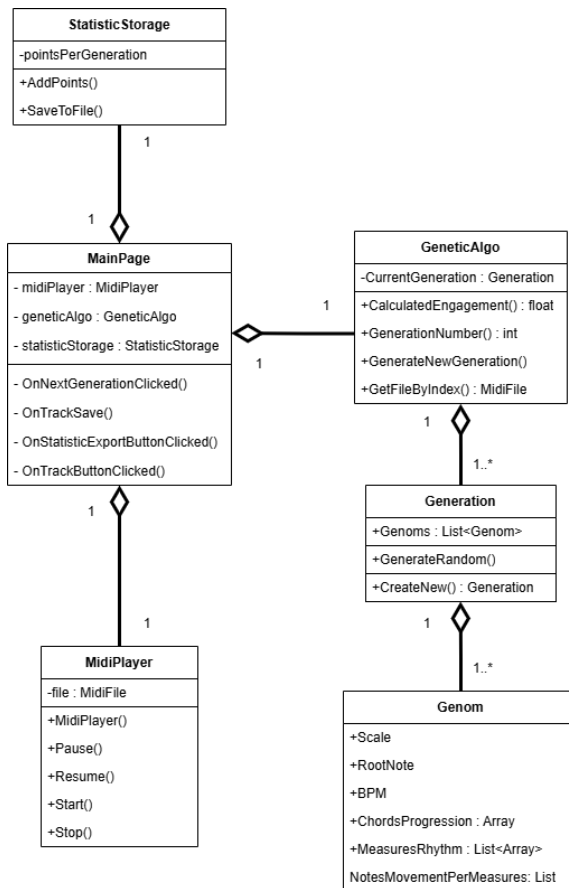 StatisticStorage
-pointsPerGeneration
+AddPoints()
+SaveToFile()
1
1
MainPage
- midiPlayer : MidiPlayer
- geneticAlgo : GeneticAlgo
- statisticStorage : StatisticStorage
- OnNextGenerationClicked()
- OnTrackSave()
- OnStatisticExportButtonClicked()
- OnTrackButtonClicked()
1
1
GeneticAlgo
-CurrentGeneration : Generation
+CalculatedEngagement() : float
+GenerationNumber() : int
+GenerateNewGeneration()
+GetFileByIndex() : MidiFile
1
1..*
Generation
+Genoms : List<Genom>
+GenerateRandom()
+CreateNew() : Generation
1
1..*
1
1
MidiPlayer
-file : MidiFile
+MidiPlayer()
+Pause()
+Resume()
+Start()
+Stop()
Genom
+Scale
+RootNote
+BPM
+ChordsProgression : Array
+MeasuresRhythm : List<Array>
NotesMovementPerMeasures: List